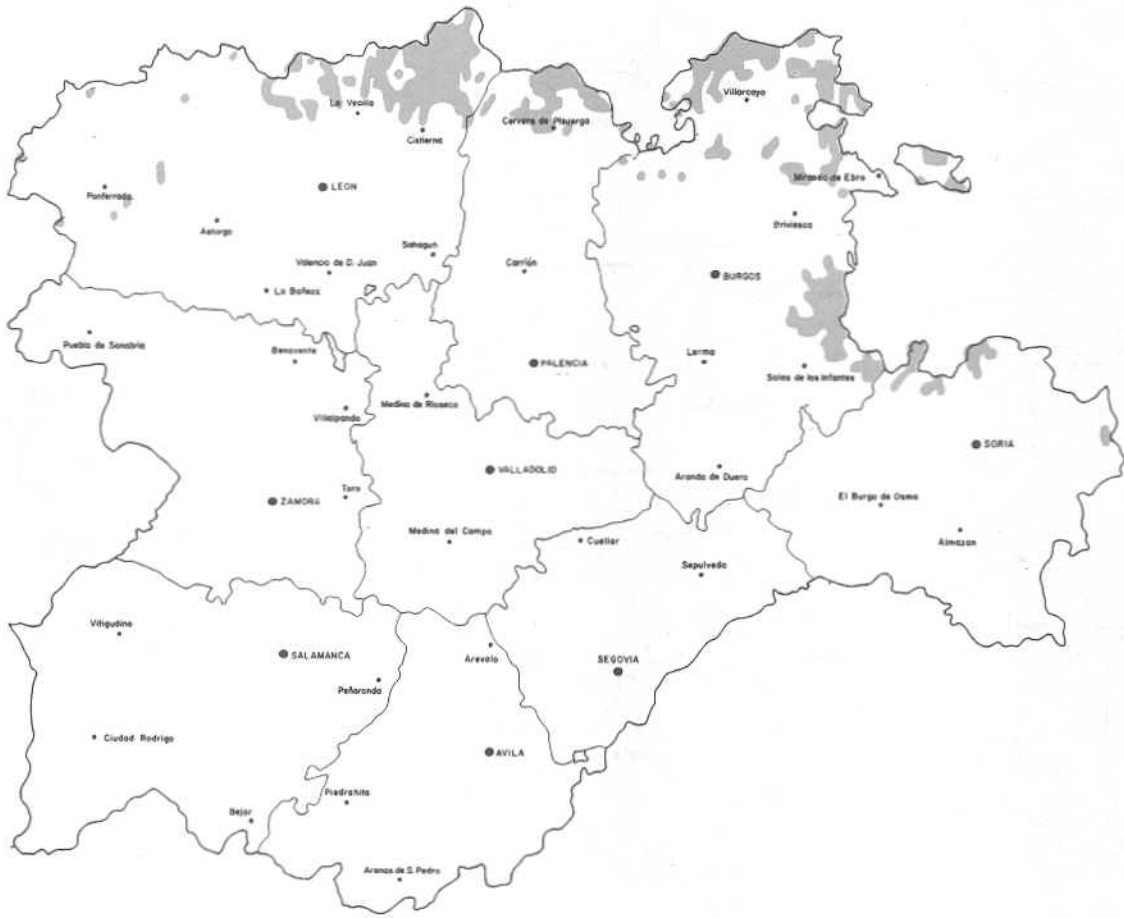 Villarcayo
La Vecilla
Cervera de Pisuerga
Cistierna
Miranda de Ebro
Ponferrada.
LEON
Astorga
Briviesca
Sahagun
Valencia de D. Juan
Carrión
BURGOS
La Bañeza
Puebla de Sanabria
Benavente
Lerma
PALENCIA
Salas de los Infantes
Medina de Rioseco
Villalpando
SORIA
VALLADOLID
Aranda de Duero
Toro
ZAMORA
El Burgo de Osma
Medina del Campo
Cuellar
Almazan
Sepulveda
Vitigudino
SALAMANCA
Arevalo
SEGOVIA
Peñaranda
Ciudad Rodrigo
AVILA
Piedrahita
Bejar
Arenas de S. Pedro